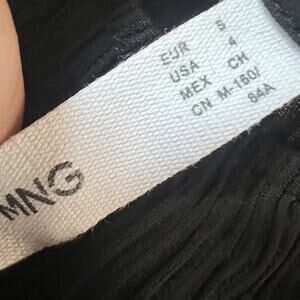 MNG
EUR S
USA 4
MEX CH
CN M-160/
84A